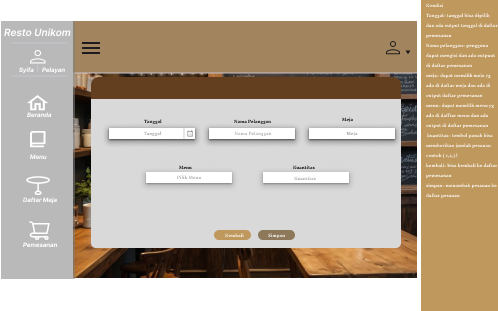 Resto Unikom
Syifa | Pelayan
Beranda
Menu
Daftar Meja
Pemesanan
Tanggal
Nama Pelanggan
Meja
Tanggal
Nama Pelanggan
Meja
Menu
Kuantitas
Pilih Menu
Kuantitas
Kembali
Simpan
Kondisi
Tanggal: tanggal bisa dipilih
dan ada output tanggal di daftar
pemesanan
Nama pelanggan: pengguna
dapat mengisi dan ada outpuat
di daftar pemesanan
meja: dapat memilih meja yg
ada di daftar meja dan ada di
output daftar pemesanan
menu: dapat memilih menu yg
ada di daftar menu dan ada
output di daftar pemesanan
Kuantitas: tombol panah bisa
memberikan jumlah pesanan
contoh (1,2,3)!
kembali: bisa kembali ke daftar
pemesanan
simpan: menambah pesanan ke
daftar pesanan